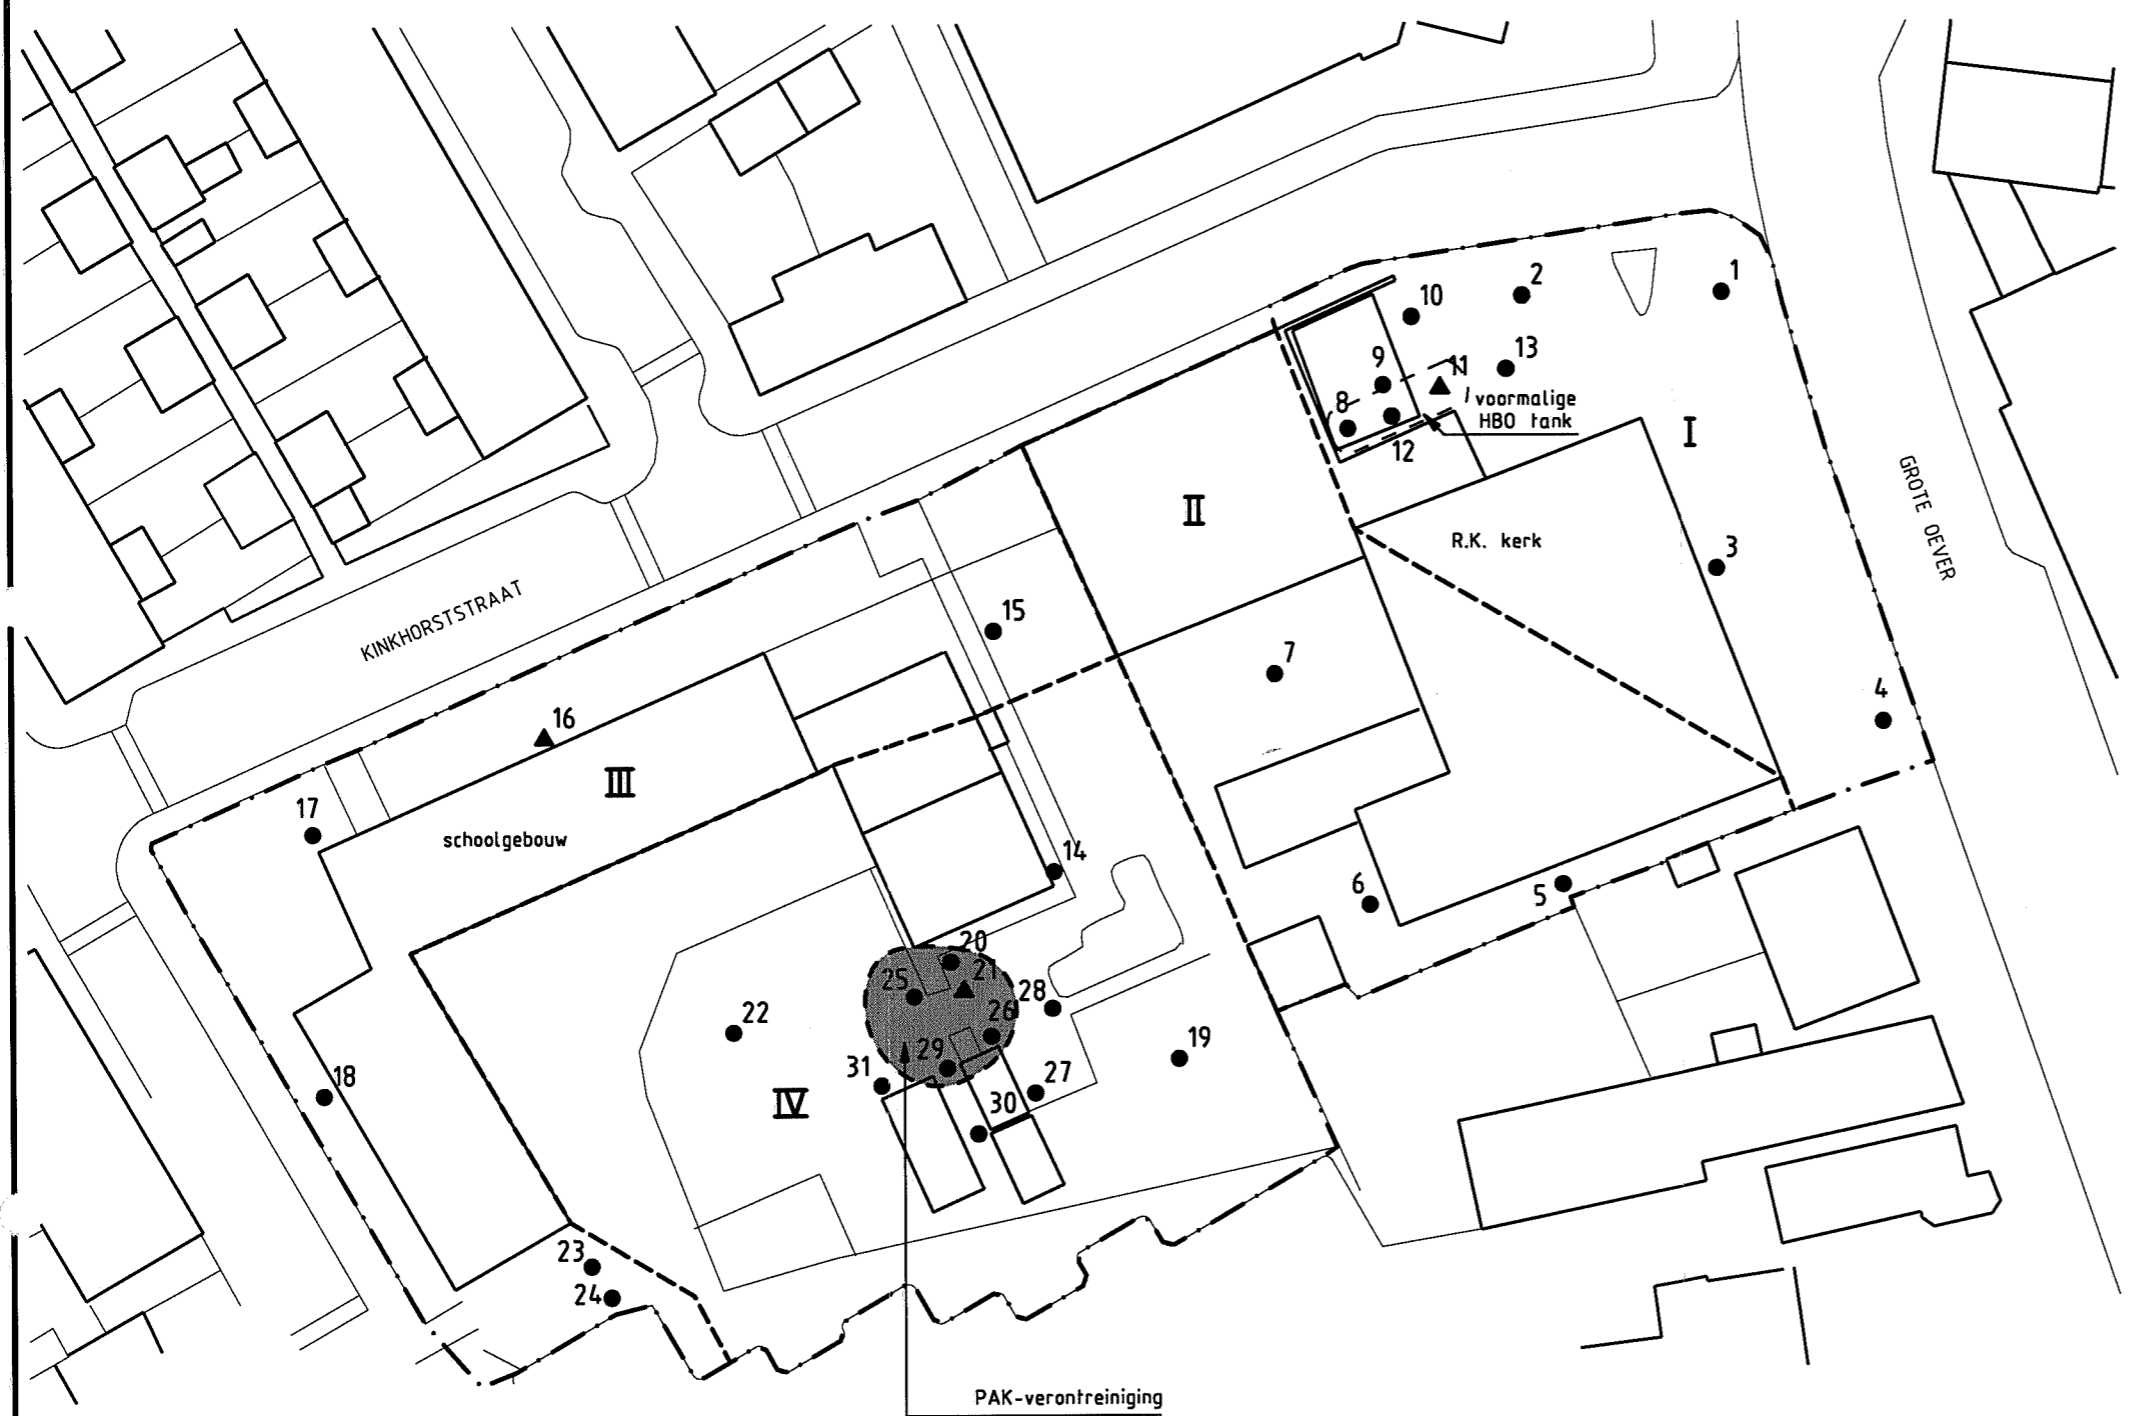 1
2
10
13
9
11
voormalige
HBO tank
8
12
I
II
R.K. kerk
GROTE OEVER
3
KINKHORSTSTRAAT
15
7
4
16
III
17
schoolgebouw
14
6
5
20
21
25
28
26
22
29
19
31
27
18
30
IV
23
24
PAK-verontreiniging